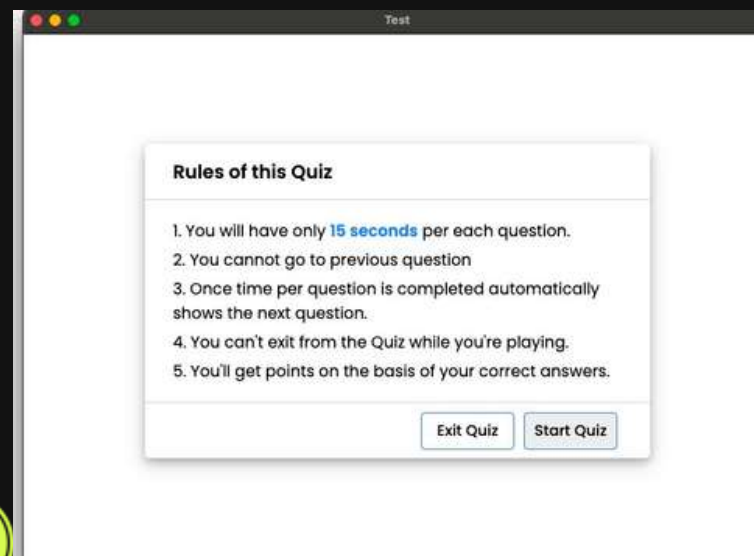 Test
Rules of this Quiz
1. You will have only 15 seconds per each question.
2. You cannot go to previous question
3. Once time per question is completed automatically
shows the next question.
4. You can't exit from the Quiz while you're playing.
5. You'll get points on the basis of your correct answers.
Exit Quiz Start Quiz